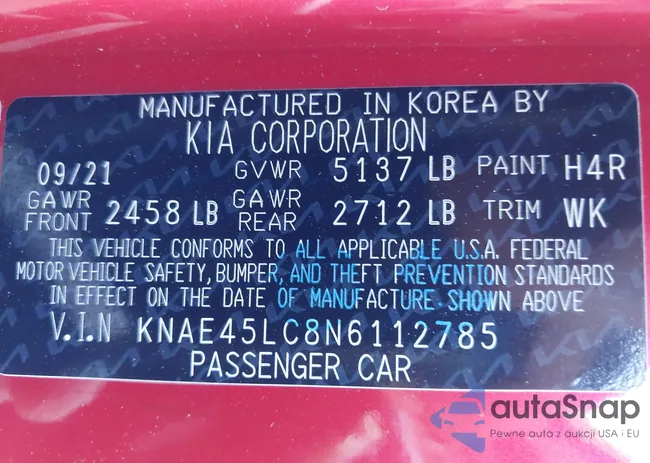 MANUFACTURED IN KOREA BY
KIA CORPORATION
09/21 GVWR 5137 LB PAINT H4R
GAWR FRONT 2458 LB GAWR REAR 2712 LB TRIM WK
THIS VEHICLE CONFORMS TO ALL APPLICABLE U.S.A. FEDERAL
MOTOR VEHICLE SAFETY, BUMPER, AND THEFT PREVENTION STANDARDS
IN EFFECT ON THE DATE OF MANUFACTURE SHOWN ABOVE
V.I.N KNAE45LC8N6112785
PASSENGER CAR
autaSnap
Pewne auta z aukcji USA i EU